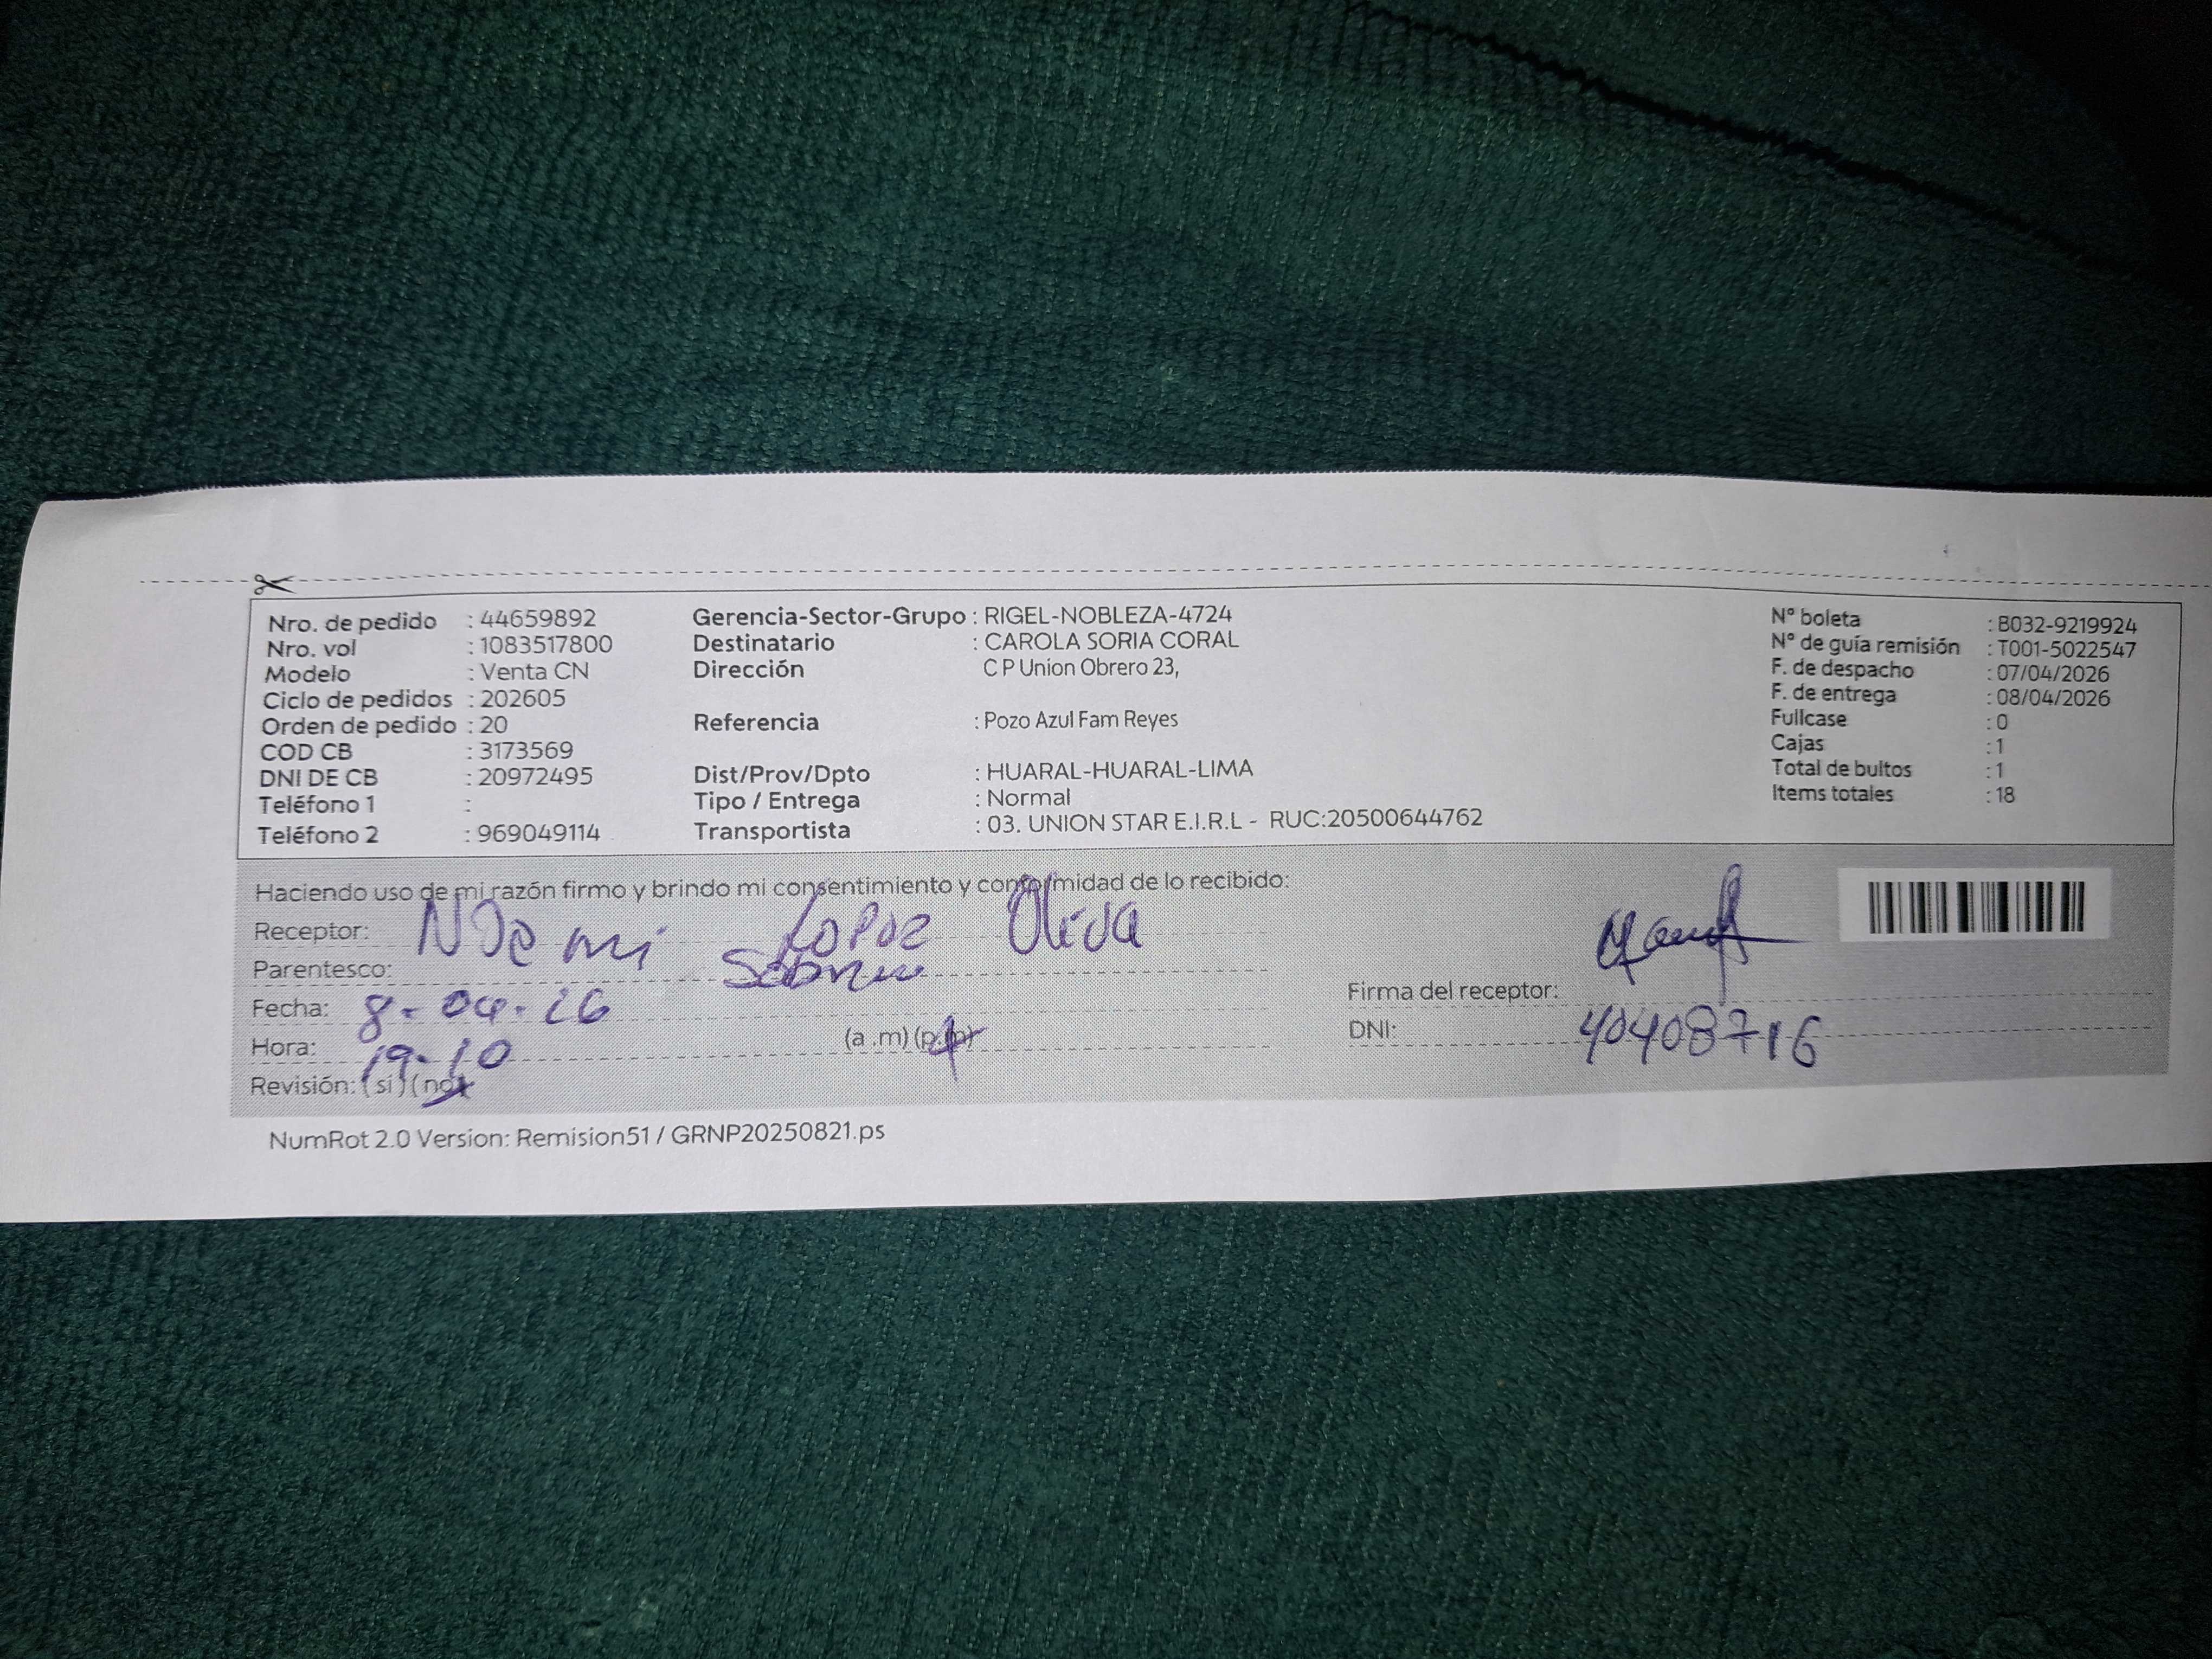 Nro. de pedido : 44659892
Nro. vol : 1083517800
Modelo : Venta CN
Ciclo de pedidos : 202605
Orden de pedido : 20
COD CB : 3173569
DNI DE CB : 20972495
Teléfono 1 :
Teléfono 2 : 969049114
Gerencia-Sector-Grupo : RIGEL-NOBLEZA-4724
Destinatario : CAROLA SORIA CORAL
Dirección C P Union Obrero 23,
Referencia : Pozo Azul Fam Reyes
Dist/Prov/Dpto : HUARAL-HUARAL-LIMA
Tipo / Entrega : Normal
Transportista : 03. UNION STAR E.I.R.L - RUC:20500644762
N° boleta : B032-9219924
N° de guía remisión : T001-5022547
F. de despacho : 07/04/2026
F. de entrega : 08/04/2026
Fullcase : 0
Cajas : 1
Total de bultos : 1
Items totales : 18
Haciendo uso de mi razón firmo y brindo mi consentimiento y conformidad de lo recibido:
Receptor: Noemi Lopez Oliva
Parentesco:
Fecha: 8-04-26
Hora: 19-10 (a .m) (p.m)
Revisión: (si) (no)
Firma del receptor:
DNI: 40408716
NumRot 2.0 Version: Remision51 / GRNP20250821.ps